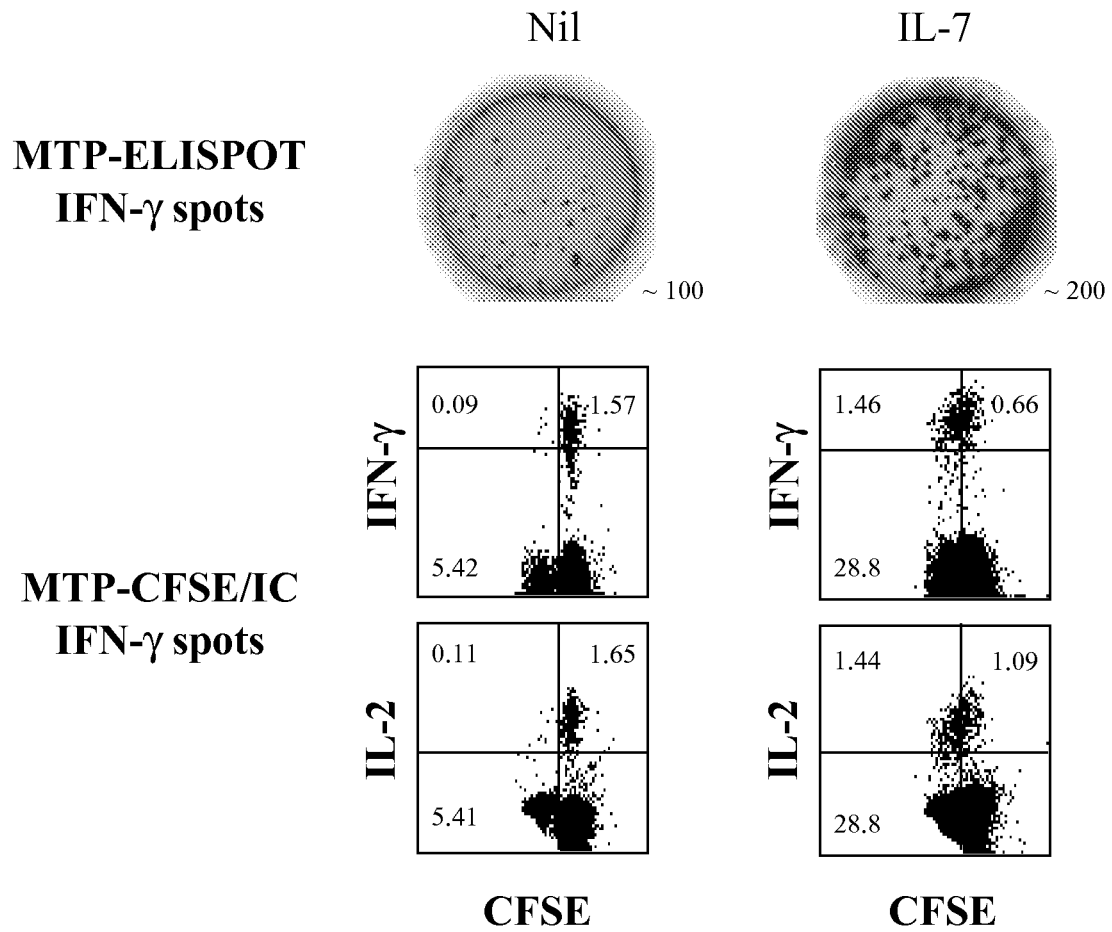 Nil
IL-7
MTP-ELISPOT
IFN-γ spots
~ 100
~ 200
IFN-γ
0.09
1.57
5.42
IFN-γ
1.46
0.66
28.8
MTP-CFSE/IC
IFN-γ spots
IL-2
0.11
1.65
5.41
IL-2
1.44
1.09
28.8
CFSE
CFSE